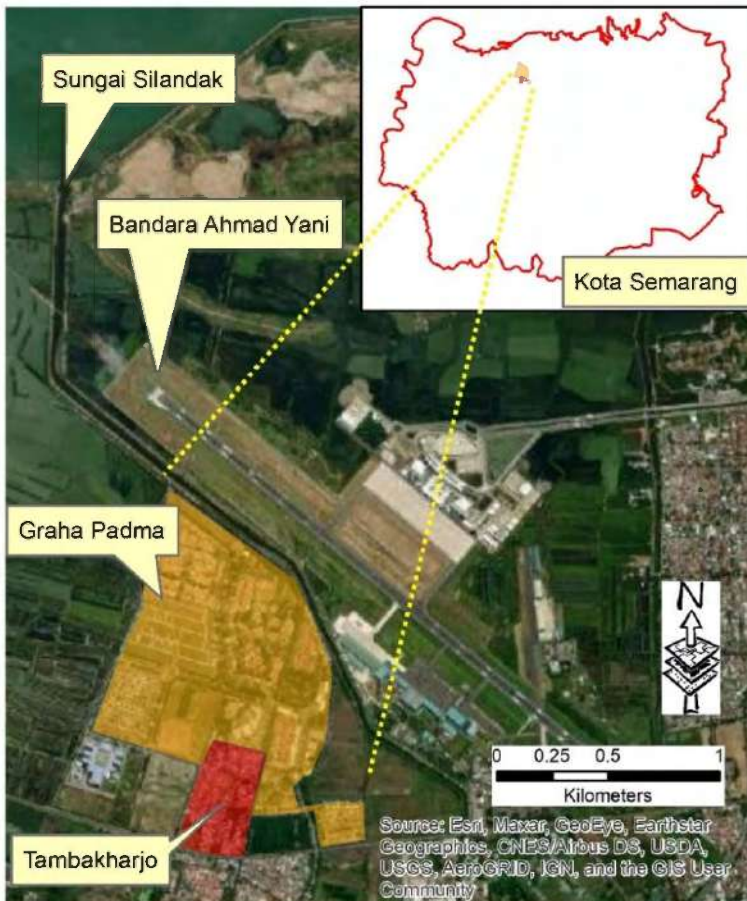 Sungai Silandak
Bandara Ahmad Yani
Kota Semarang
Graha Padma
N
0 0.25 0.5 1
Kilometers
Tambakharjo
Source: Esri, Maxar, GeoEye, Earthstar
Geographics, CNES/Airbus DS, USDA,
USGS, AeroGRID, IGN, and the GIS User
Community